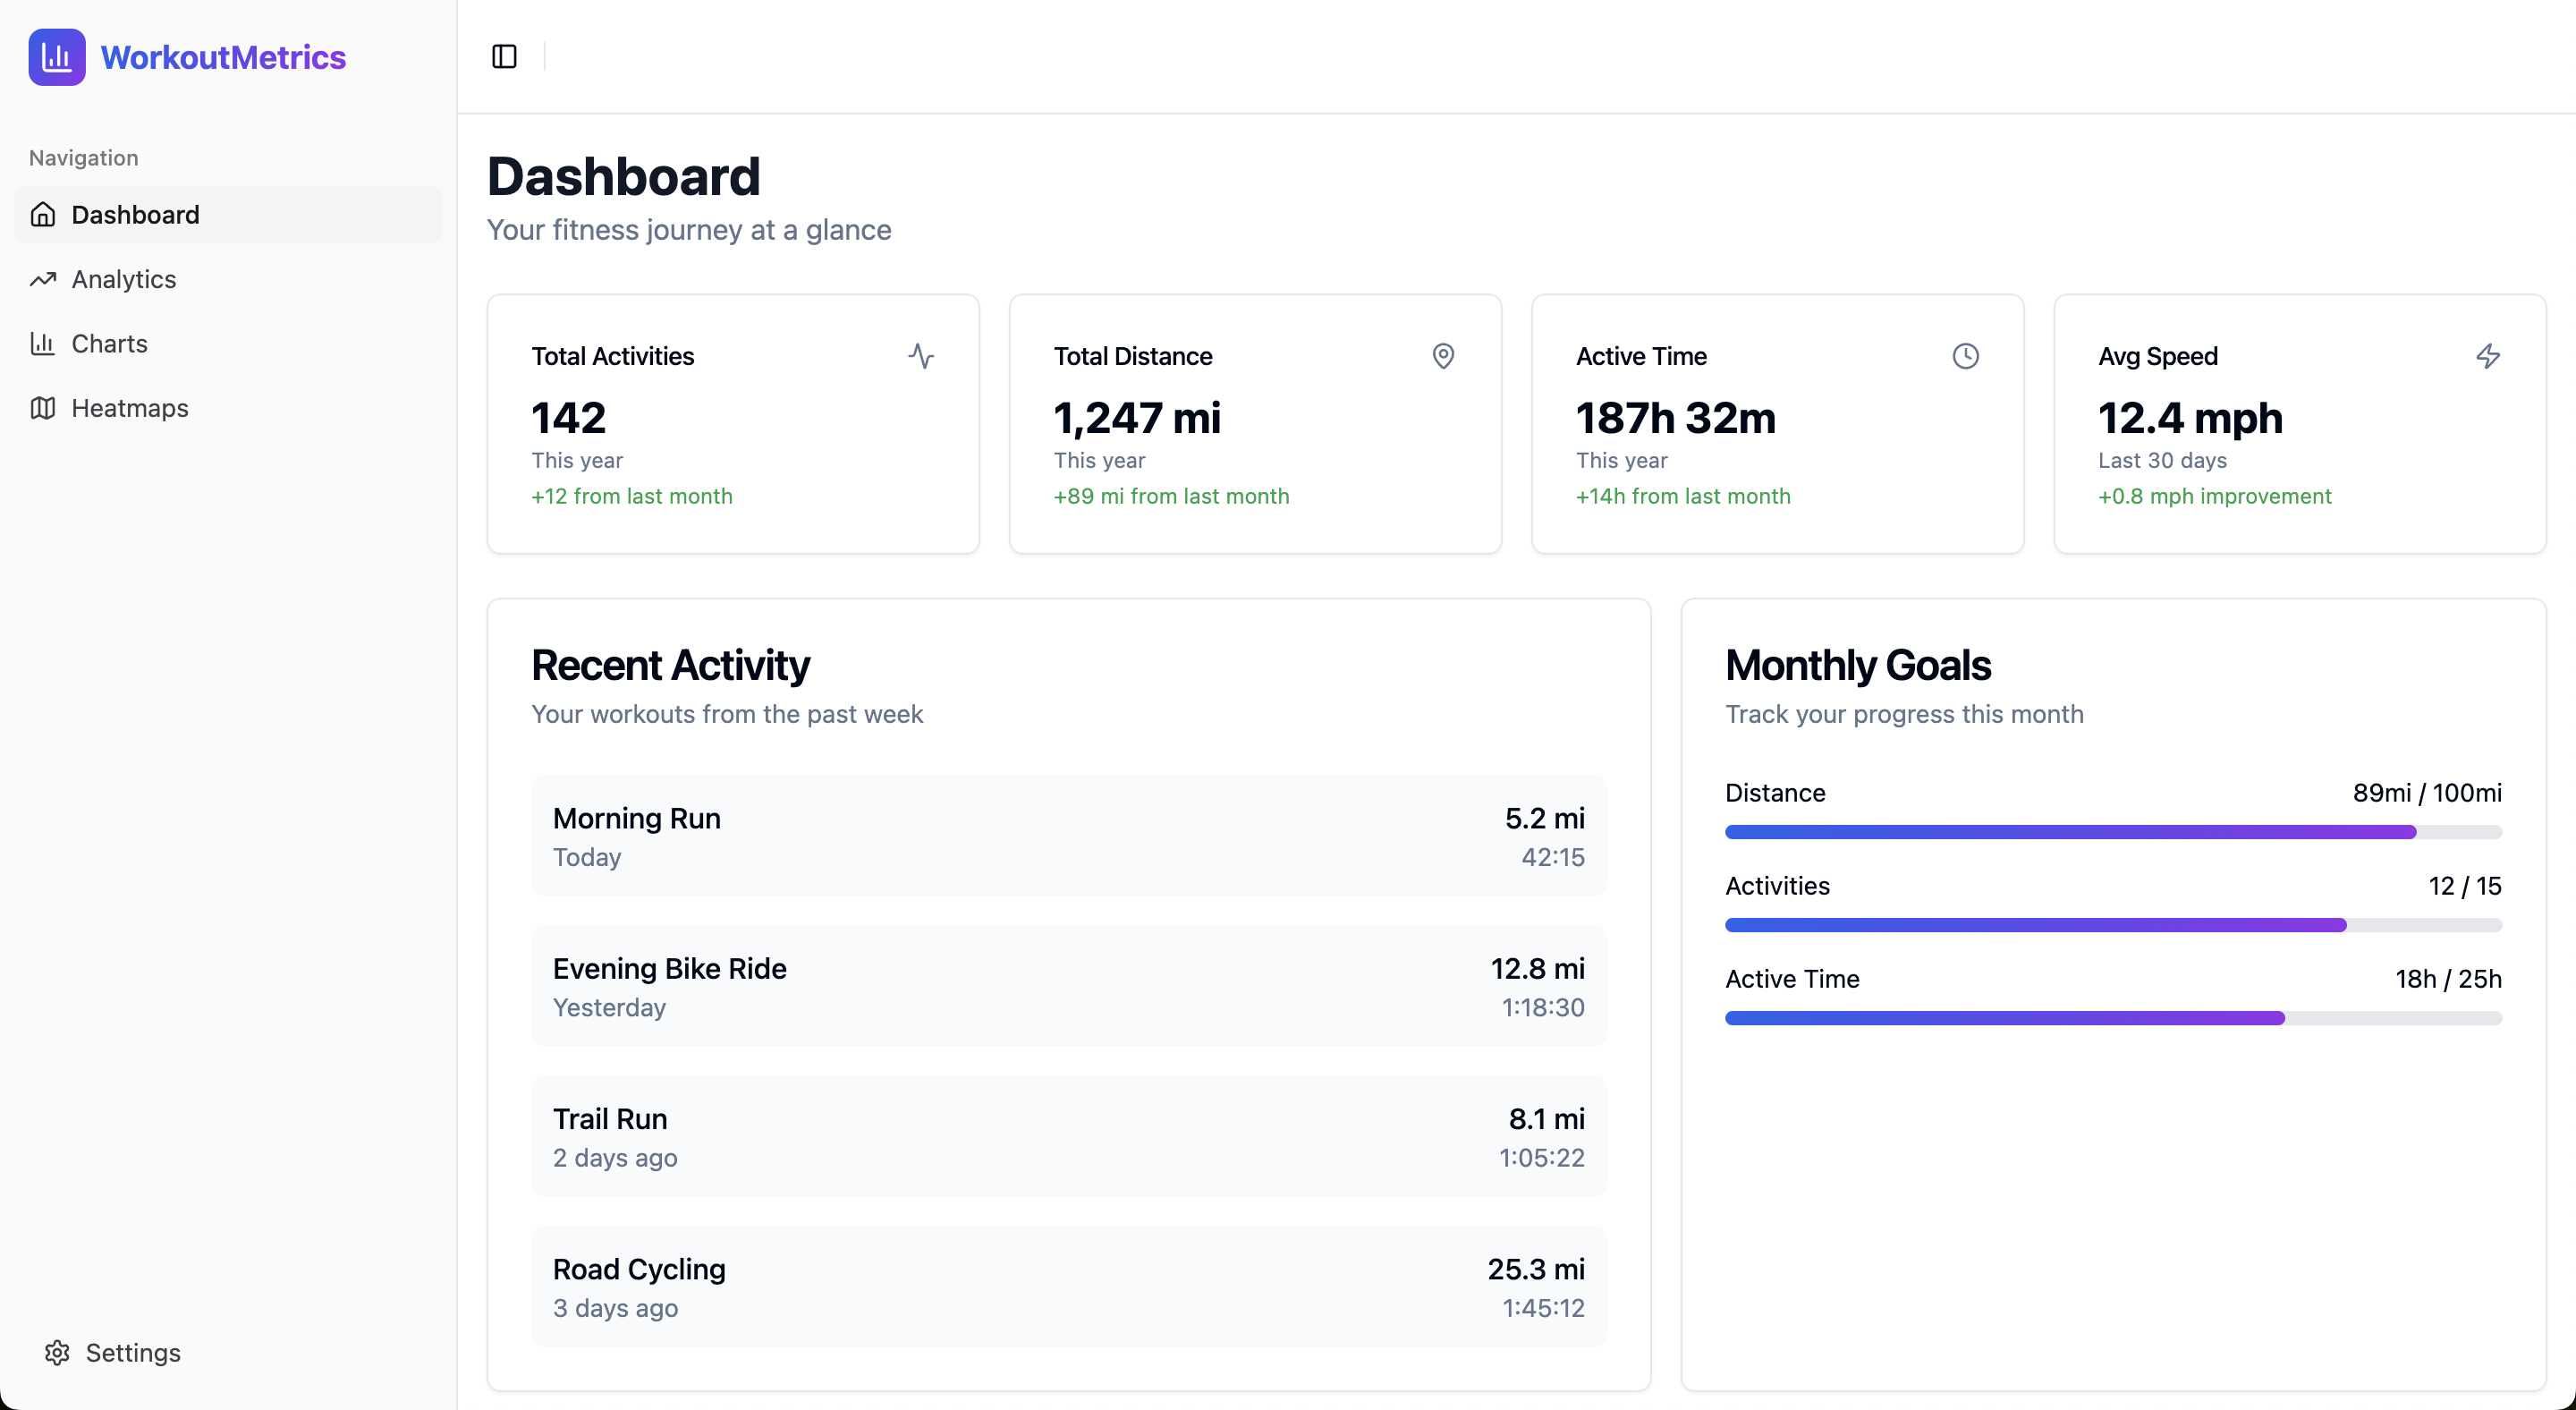 WorkoutMetrics
Navigation
Dashboard
Analytics
Charts
Heatmaps
Settings
Dashboard
Your fitness journey at a glance
Total Activities
142
This year
+12 from last month
Total Distance
1,247 mi
This year
+89 mi from last month
Active Time
187h 32m
This year
+14h from last month
Avg Speed
12.4 mph
Last 30 days
+0.8 mph improvement
Recent Activity
Your workouts from the past week
Morning Run 5.2 mi
Today 42:15
Evening Bike Ride 12.8 mi
Yesterday 1:18:30
Trail Run 8.1 mi
2 days ago 1:05:22
Road Cycling 25.3 mi
3 days ago 1:45:12
Monthly Goals
Track your progress this month
Distance 89mi / 100mi
Activities 12 / 15
Active Time 18h / 25h